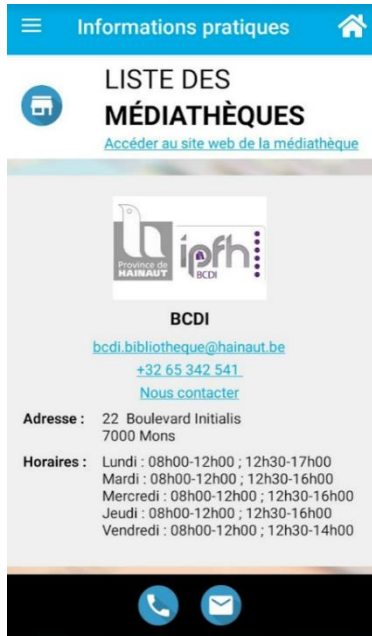 Informations pratiques
LISTE DES
MÉDIATHÈQUES
Accéder au site web de la médiathèque
Province de
HAINAUT
ipfh
BCDI
BCDI
bcdi.bibliotheque@hainaut.be
+32 65 342 541
Nous contacter
Adresse : 22 Boulevard Initialis
7000 Mons
Horaires : Lundi : 08h00-12h00 ; 12h30-17h00
Mardi : 08h00-12h00 ; 12h30-16h00
Mercredi : 08h00-12h00 ; 12h30-16h00
Jeudi : 08h00-12h00 ; 12h30-16h00
Vendredi : 08h00-12h00 ; 12h30-14h00